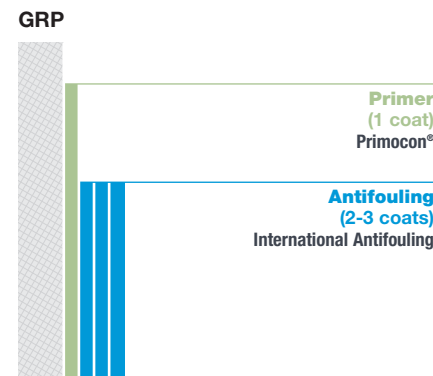 GRP
Primer
(1 coat)
Primocon®
Antifouling
(2-3 coats)
International Antifouling